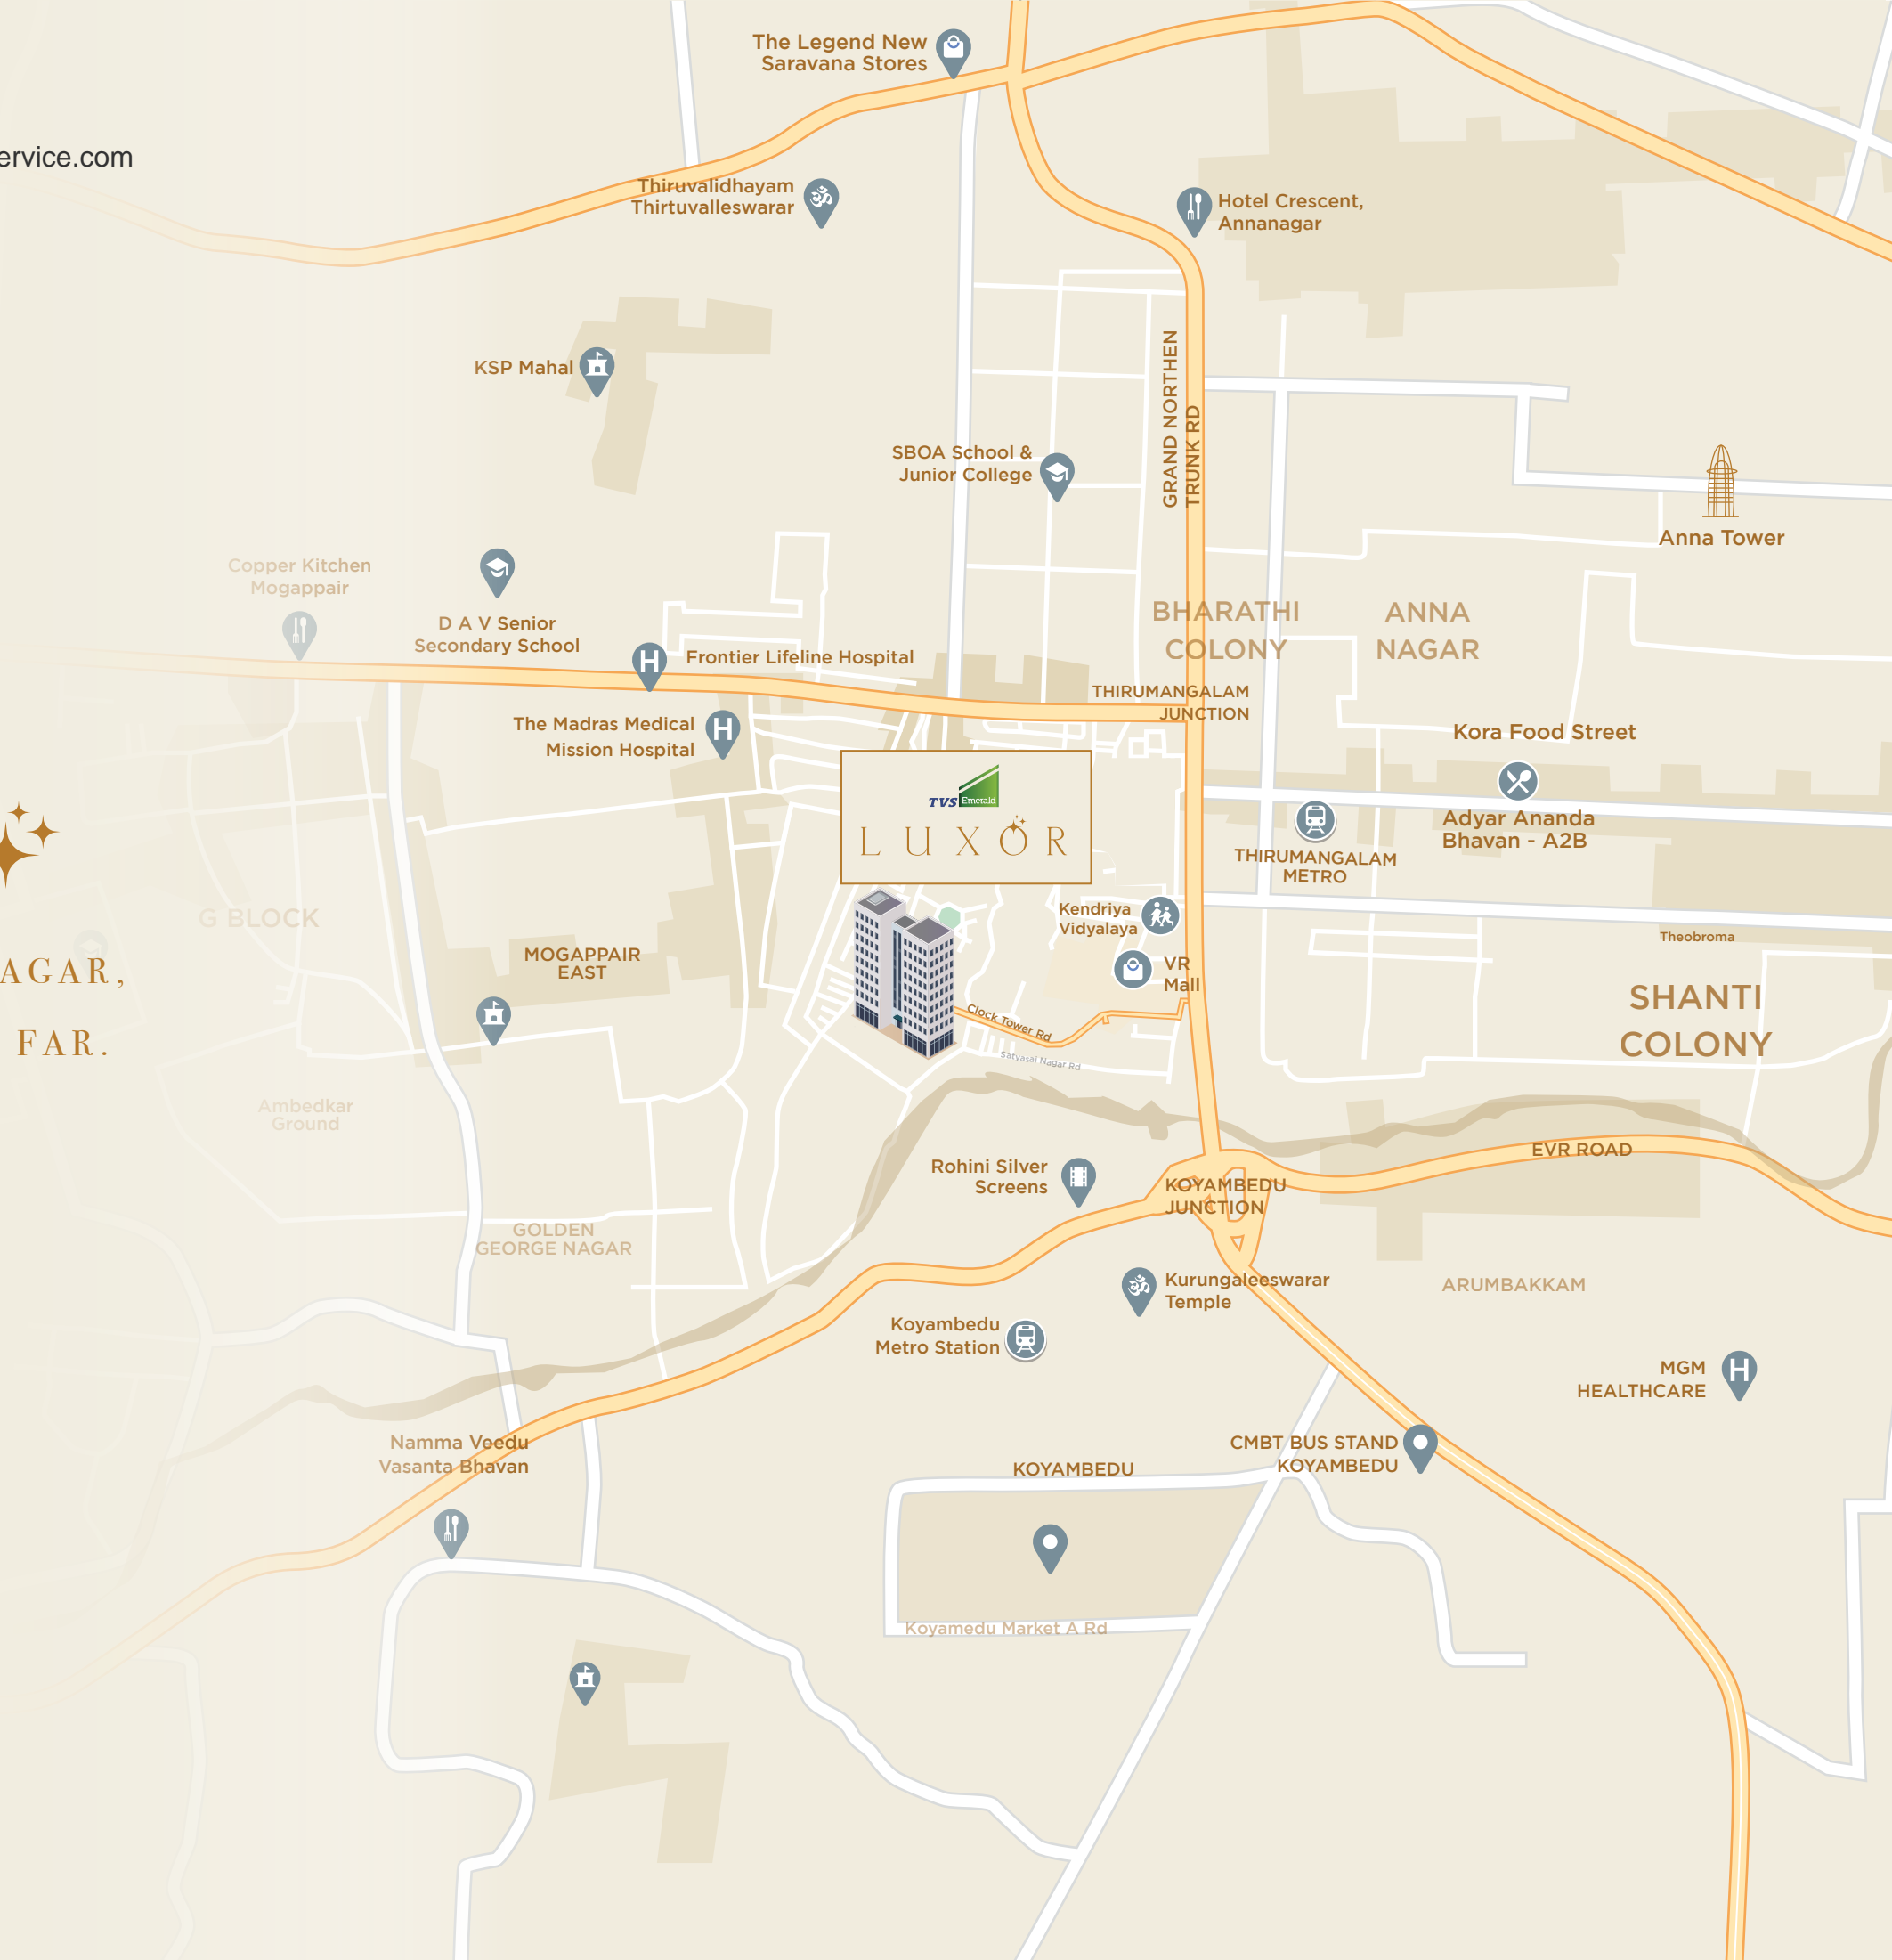 The Legend New
Saravana Stores
ervice.com
Thiruvalidhayam
Thirtuvalleswarar
Hotel Crescent,
Annanagar
KSP Mahal
GRAND NORTHEN
TRUNK RD
SBOA School &
Junior College
Anna Tower
Copper Kitchen
Mogappair
D A V Senior
Secondary School
BHARATHI
COLONY
ANNA
NAGAR
Frontier Lifeline Hospital
THIRUMANGALAM
JUNCTION
The Madras Medical
Mission Hospital
Kora Food Street
TVS Emerald
LUXOR
Adyar Ananda
Bhavan - A2B
THIRUMANGALAM
METRO
G BLOCK
Kendriya
Vidyalaya
Theobroma
MOGAPPAIR
EAST
VR
Mall
AGAR,
SHANTI
COLONY
Clock Tower Rd
FAR.
Satyasai Nagar Rd
Ambedkar
Ground
EVR ROAD
Rohini Silver
Screens
KOYAMBEDU
JUNCTION
GOLDEN
GEORGE NAGAR
Kurungaleeswarar
Temple
ARUMBAKKAM
Koyambedu
Metro Station
MGM
HEALTHCARE
Namma Veedu
Vasanta Bhavan
CMBT BUS STAND
KOYAMBEDU
KOYAMBEDU
Koyamedu Market A Rd